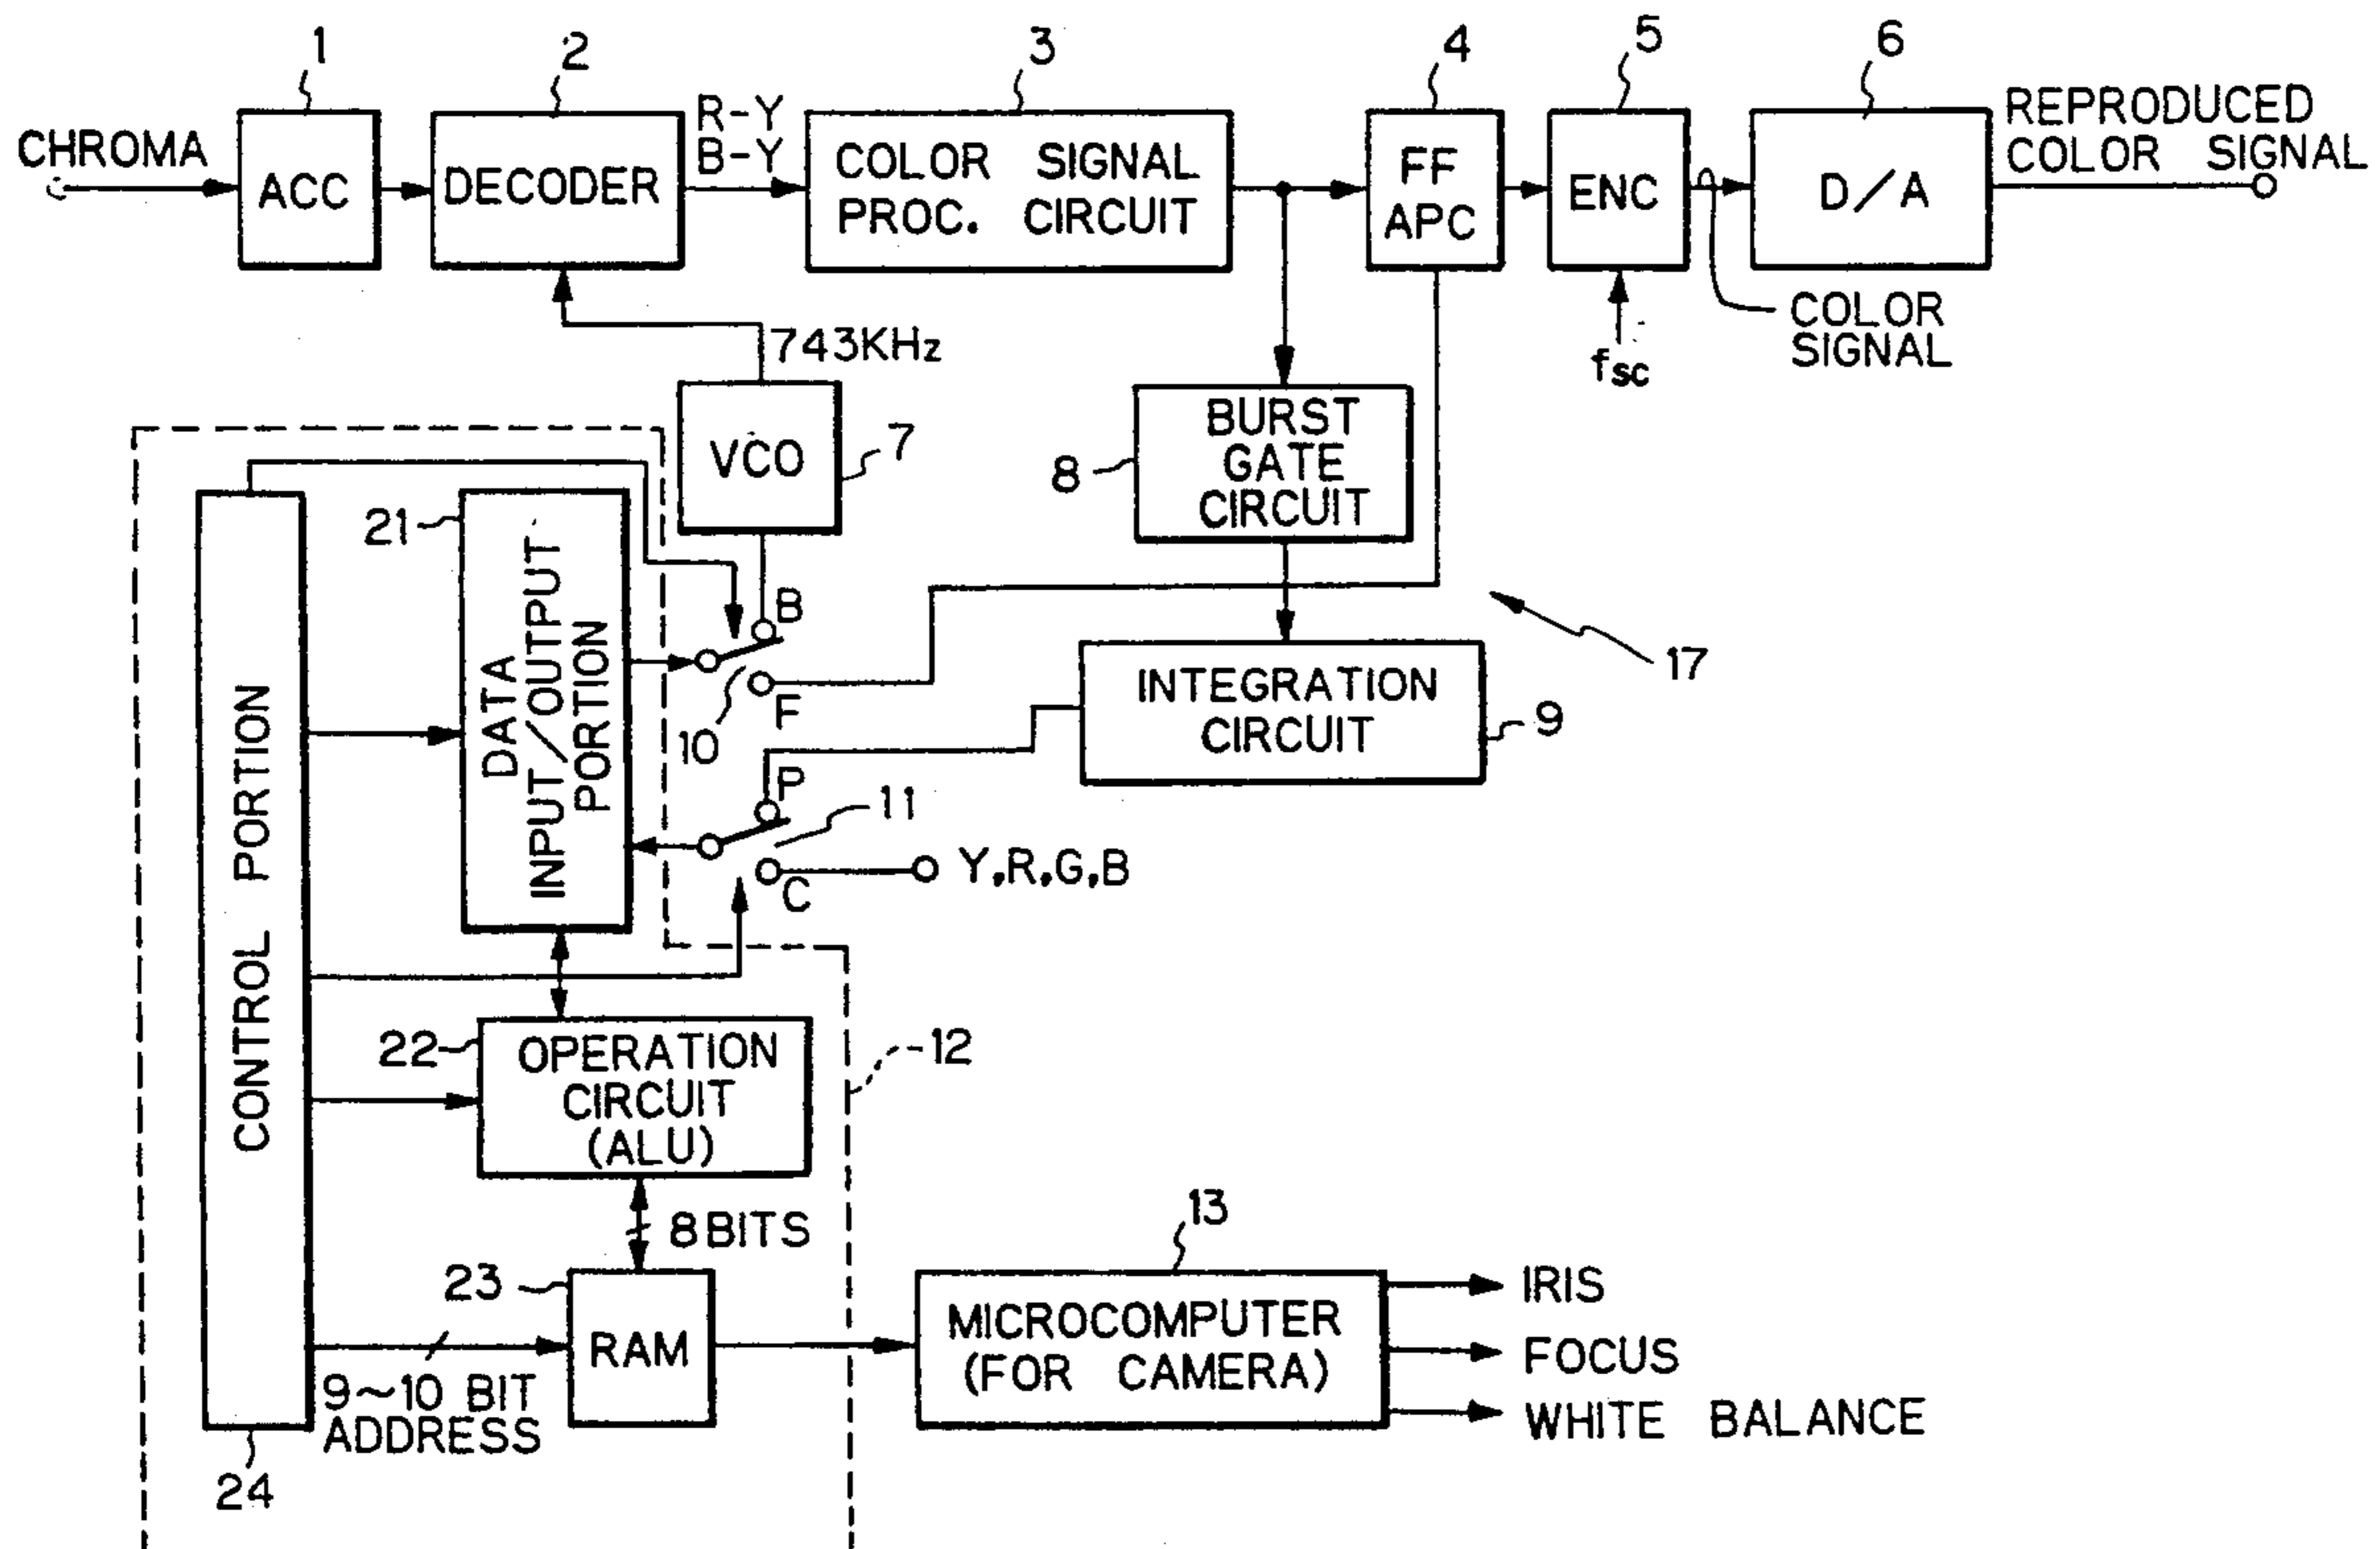 1
2
3
4
5
6
CHROMA
ACC
DECODER
R-Y
B-Y
COLOR SIGNAL
PROC. CIRCUIT
FF
APC
ENC
D/A
REPRODUCED
COLOR SIGNAL
COLOR
SIGNAL
fsc
743KHz
VCO
7
BURST
GATE
CIRCUIT
8
21
DATA
INPUT/OUTPUT
PORTION
B
F
10
17
INTEGRATION
CIRCUIT
9
P
11
C
Y,R,G,B
CONTROL PORTION
22
OPERATION
CIRCUIT
(ALU)
12
8BITS
23
RAM
13
MICROCOMPUTER
(FOR CAMERA)
IRIS
FOCUS
WHITE BALANCE
9~10 BIT
ADDRESS
24